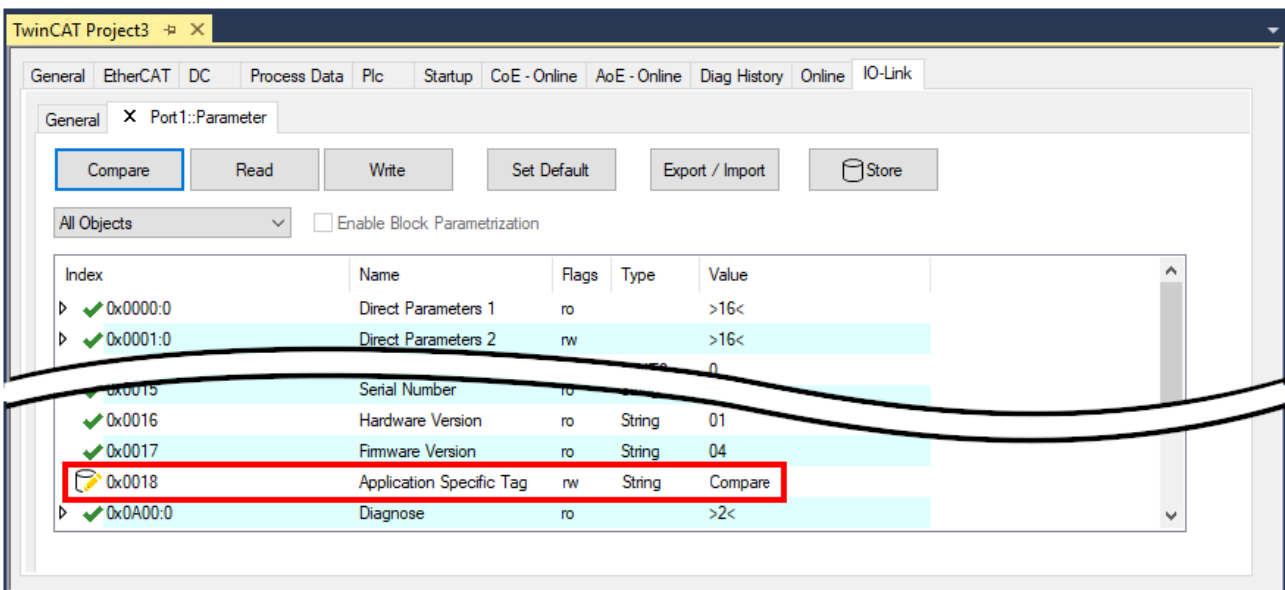 TwinCAT Project3
General EtherCAT DC Process Data Plc Startup CoE - Online AoE - Online Diag History Online IO-Link
General X Port1::Parameter
Compare Read Write Set Default Export / Import Store
All Objects Enable Block Parametrization
Index Name Flags Type Value
0x0000:0 Direct Parameters 1 ro >16<
0x0001:0 Direct Parameters 2 rw >16<
0
0x0015 Serial Number ro
0x0016 Hardware Version ro String 01
0x0017 Firmware Version ro String 04
0x0018 Application Specific Tag rw String Compare
0x0A00:0 Diagnose ro >2<